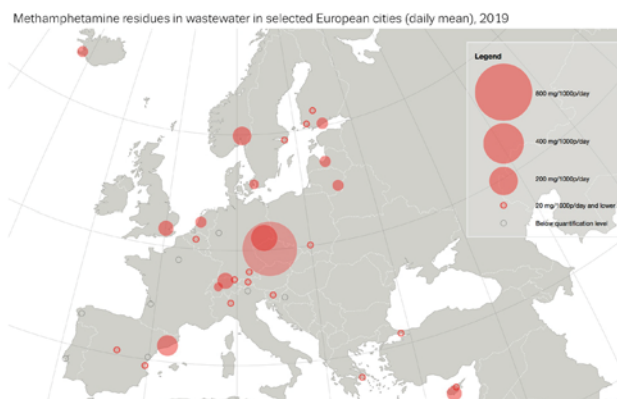 Methamphetamine residues in wastewater in selected European cities (daily mean), 2019
Legend
800 mg/1000p/day
400 mg/1000p/day
200 mg/1000p/day
20 mg/1000p/day and lower
Below quantification level